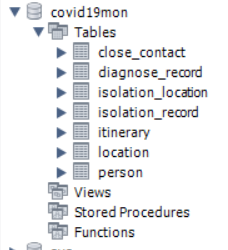 covid19mon
Tables
close_contact
diagnose_record
isolation_location
isolation_record
itinerary
location
person
Views
Stored Procedures
Functions